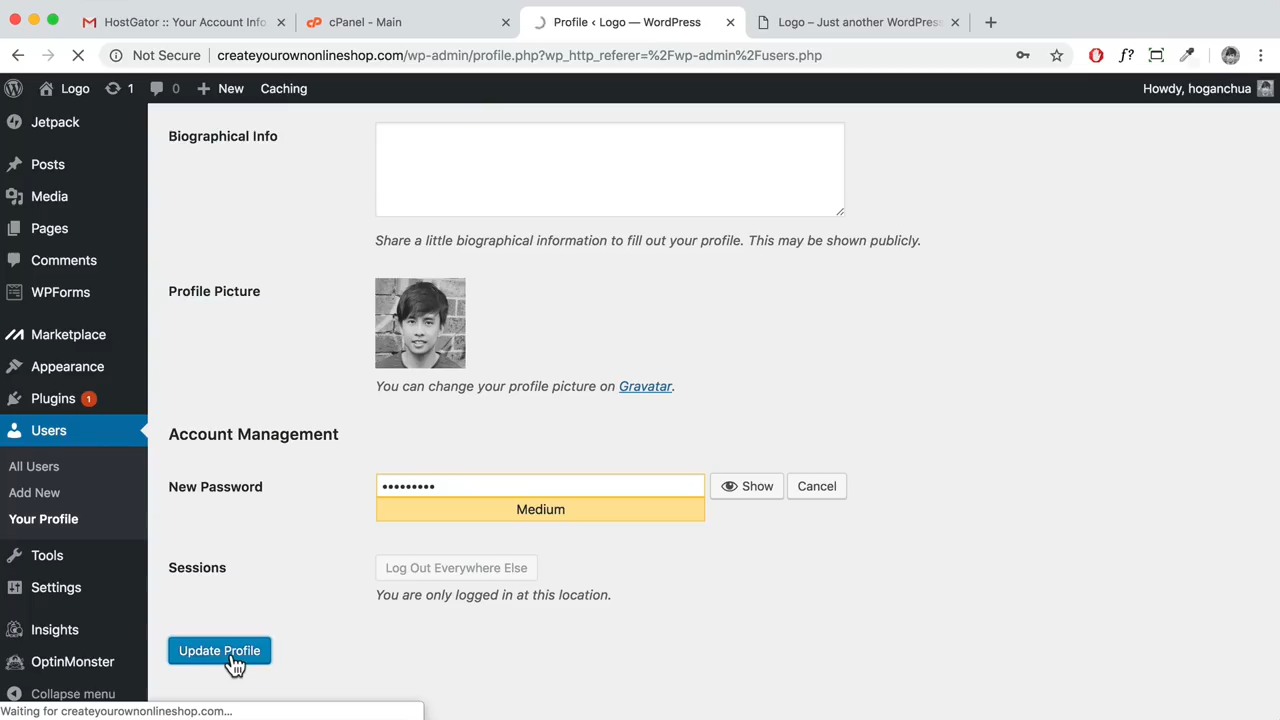 HostGator :: Your Account Info
cPanel - Main
Profile ‹ Logo — WordPress
Logo – Just another WordPress
Not Secure
createyourownonlineshop.com/wp-admin/profile.php?wp_http_referer=%2Fwp-admin%2Fusers.php
f?
Logo
1
0
New
Caching
Howdy, hoganchua
Jetpack
Posts
Media
Pages
Comments
WPForms
Marketplace
Appearance
Plugins 1
Users
All Users
Add New
Your Profile
Tools
Settings
Insights
OptinMonster
Collapse menu
Biographical Info
Share a little biographical information to fill out your profile. This may be shown publicly.
Profile Picture
You can change your profile picture on Gravatar.
Account Management
New Password
•••••••••
Show
Cancel
Medium
Sessions
Log Out Everywhere Else
You are only logged in at this location.
Update Profile
Waiting for createyourownonlineshop.com...